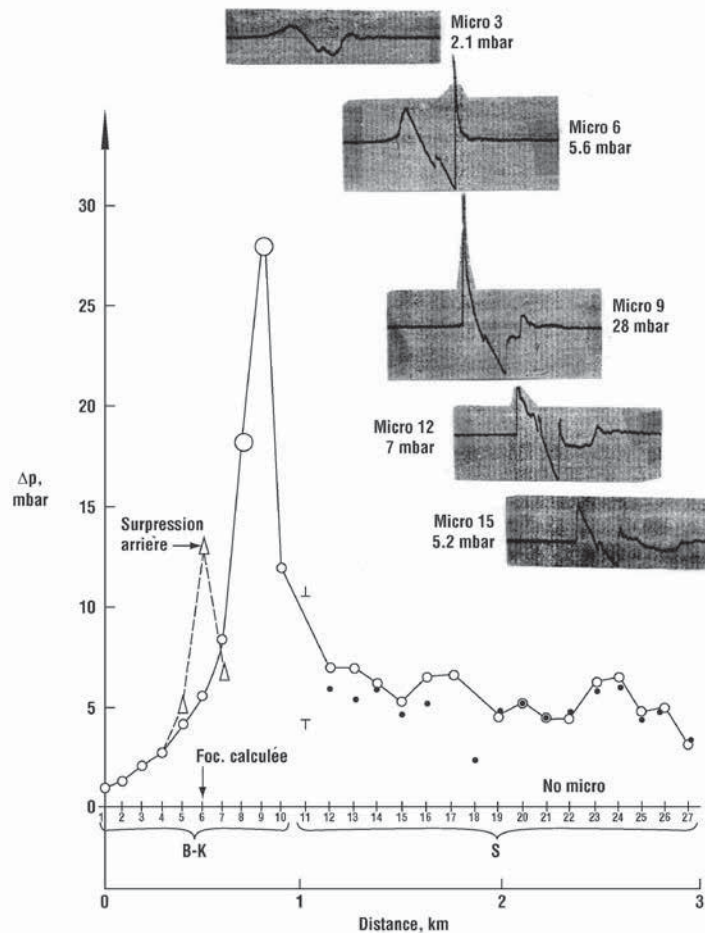 Micro 3
2.1 mbar
Micro 6
5.6 mbar
Micro 9
28 mbar
Micro 12
7 mbar
Micro 15
5.2 mbar
30
25
20
15
10
5
0
Δp,
mbar
Surpression
arrière
Foc. calculée
No micro
1 2 3 4 5 6 7 8 9 10 11 12 13 14 15 16 17 18 19 20 21 22 23 24 25 26 27
B-K
S
0 1 2 3
Distance, km